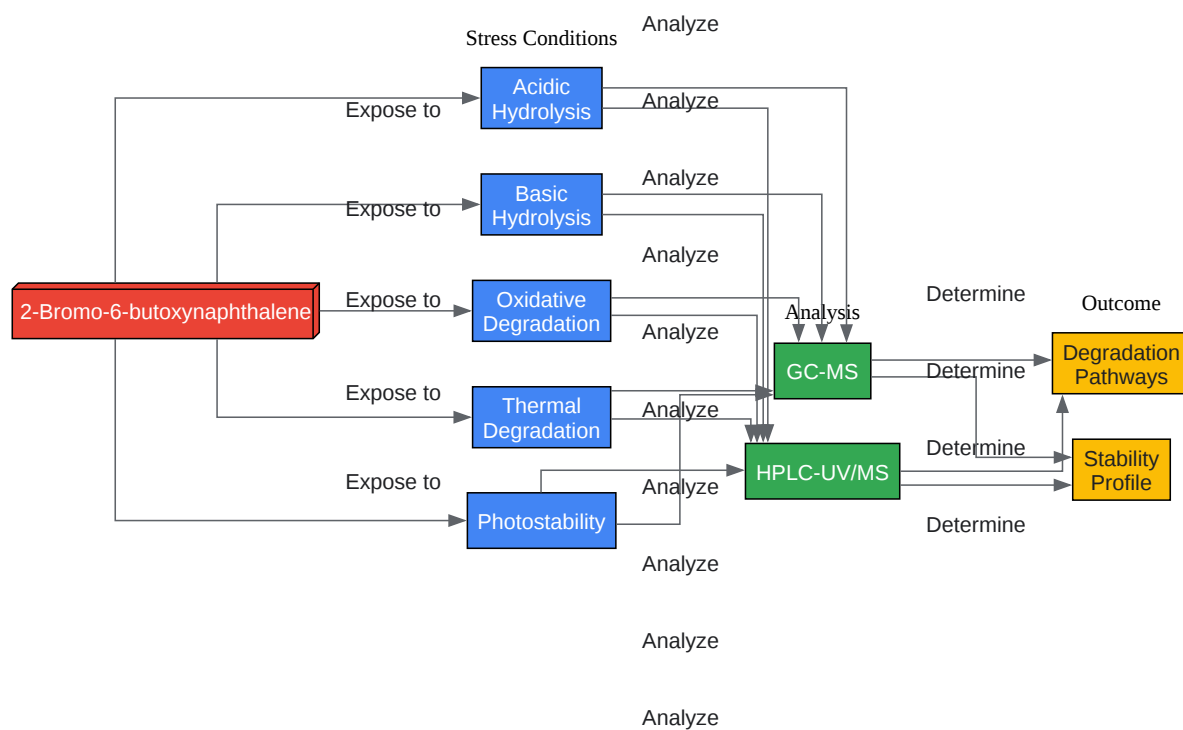 Analyze
Stress Conditions
Acidic
Hydrolysis
Expose to
Analyze
Basic
Hydrolysis
Expose to
Analyze
Analyze
2-Bromo-6-butoxynaphthalene
Expose to
Oxidative
Degradation
Analyze
Analysis
Determine
Outcome
GC-MS
Determine
Degradation
Pathways
Expose to
Thermal
Degradation
Analyze
HPLC-UV/MS
Determine
Stability
Profile
Expose to
Photostability
Analyze
Determine
Analyze
Analyze
Analyze